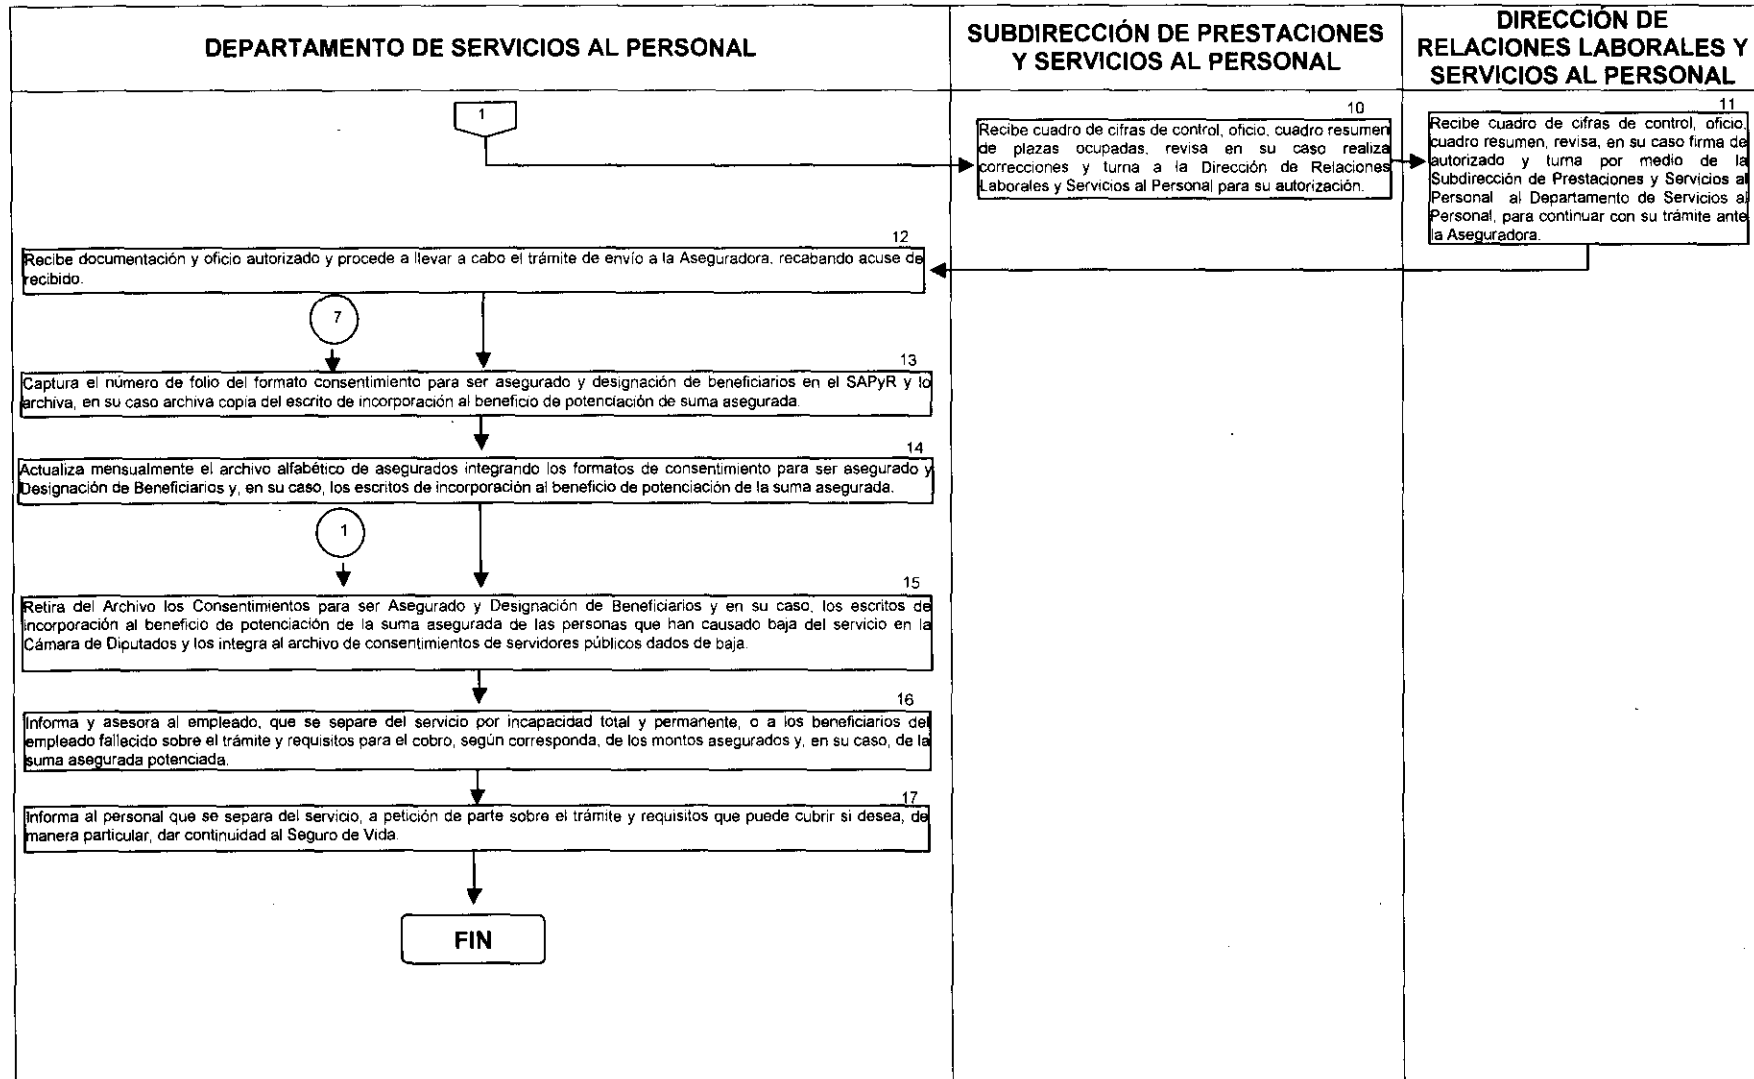 DEPARTAMENTO DE SERVICIOS AL PERSONAL
SUBDIRECCIÓN DE PRESTACIONES
Y SERVICIOS AL PERSONAL
DIRECCIÓN DE
RELACIONES LABORALES Y
SERVICIOS AL PERSONAL
1
10
Recibe cuadro de cifras de control, oficio, cuadro resumen
de plazas ocupadas, revisa en su caso realiza
correcciones y turna a la Dirección de Relaciones
Laborales y Servicios al Personal para su autorización.
11
Recibe cuadro de cifras de control, oficio,
cuadro resumen, revisa, en su caso firma de
autorizado y turna por medio de la
Subdirección de Prestaciones y Servicios al
Personal al Departamento de Servicios al
Personal, para continuar con su trámite ante
la Aseguradora.
12
Recibe documentación y oficio autorizado y procede a llevar a cabo el trámite de envío a la Aseguradora, recabando acuse de
recibido.
7
13
Captura el número de folio del formato consentimiento para ser asegurado y designación de beneficiarios en el SAPyR y lo
archiva, en su caso archiva copia del escrito de incorporación al beneficio de potenciación de suma asegurada.
14
Actualiza mensualmente el archivo alfabético de asegurados integrando los formatos de consentimiento para ser asegurado y
Designación de Beneficiarios y, en su caso, los escritos de incorporación al beneficio de potenciación de la suma asegurada.
1
15
Retira del Archivo los Consentimientos para ser Asegurado y Designación de Beneficiarios y en su caso, los escritos de
incorporación al beneficio de potenciación de la suma asegurada de las personas que han causado baja del servicio en la
Cámara de Diputados y los integra al archivo de consentimientos de servidores públicos dados de baja.
16
Informa y asesora al empleado, que se separe del servicio por incapacidad total y permanente, o a los beneficiarios del
empleado fallecido sobre el trámite y requisitos para el cobro, según corresponda, de los montos asegurados y, en su caso, de la
suma asegurada potenciada.
17
Informa al personal que se separa del servicio, a petición de parte sobre el trámite y requisitos que puede cubrir si desea, de
manera particular, dar continuidad al Seguro de Vida.
FIN